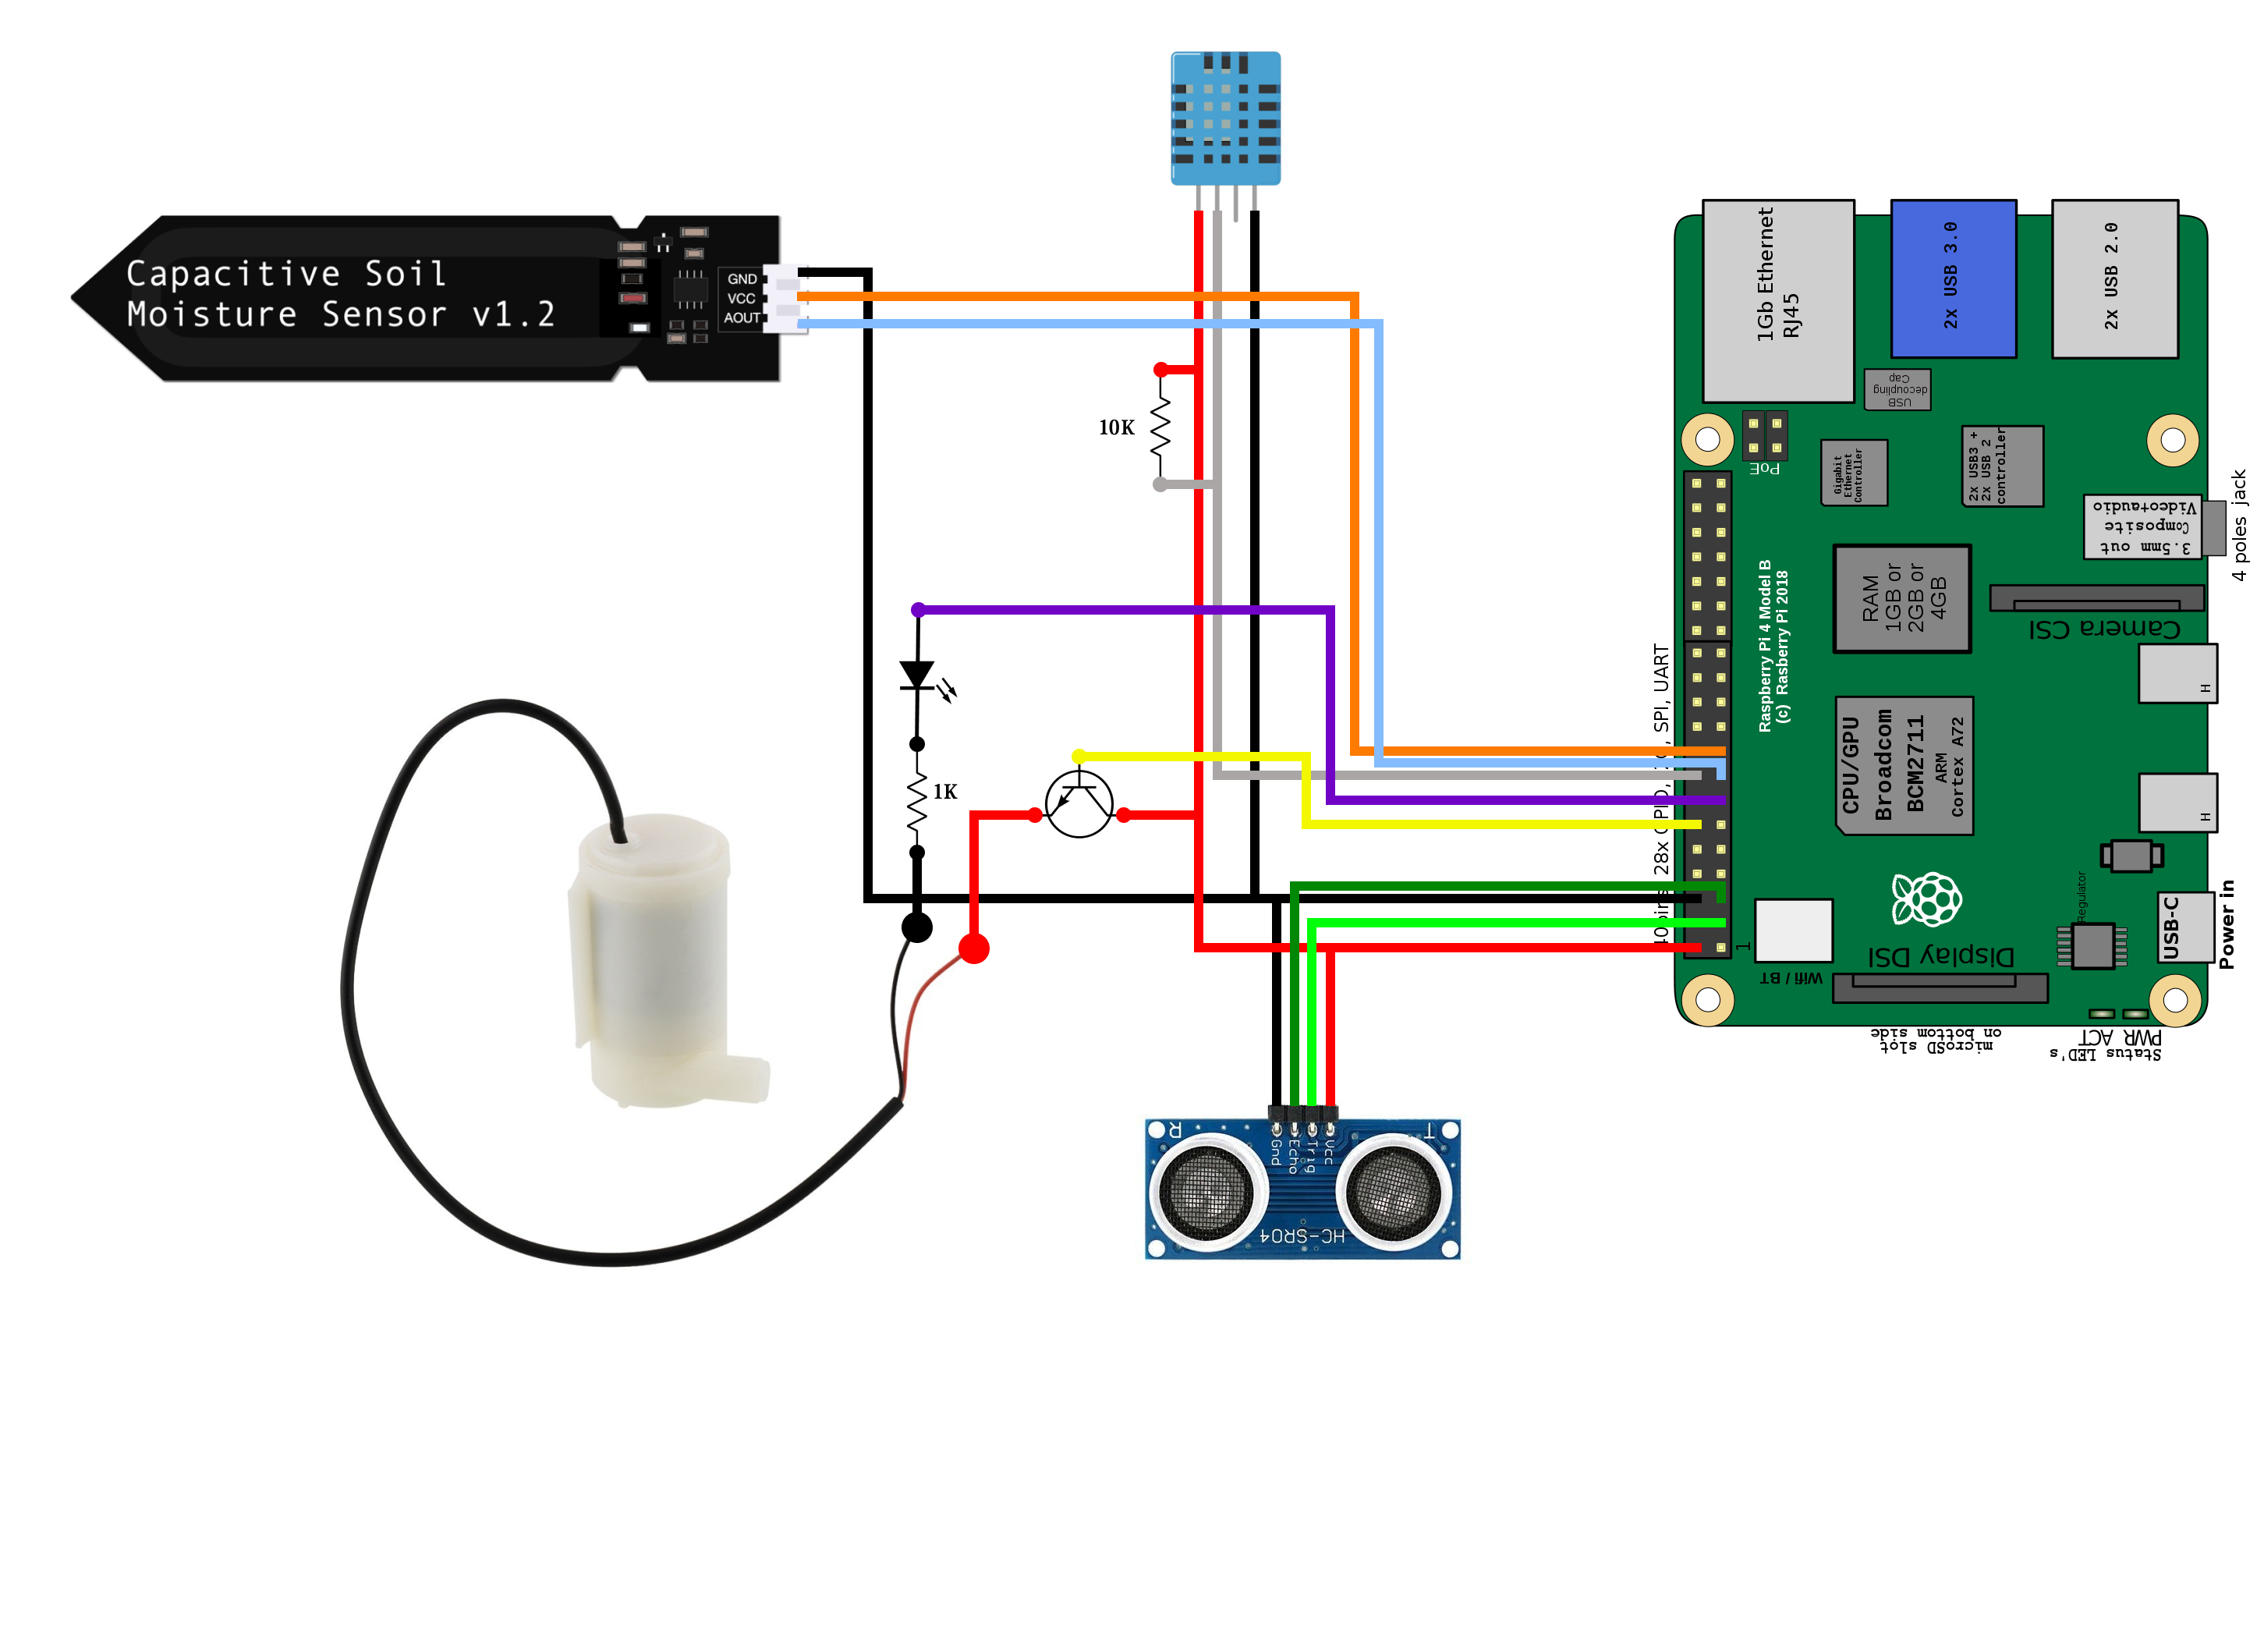 Capacitive Soil
Moisture Sensor v1.2
GND
VCC
AOUT
10K
1K
1Gb Ethernet
RJ45
2x USB 3.0
2x USB 2.0
USB
decoupling
Cap
PoE
Gigabit
Ethernet
Controller
2x USB3 +
2x USB 2
controller
3.5mm out
Composite
Video+audio
4 poles jack
Raspberry Pi 4 Model B
(c) Rasberry Pi 2018
RAM
1GB or
2GB or
4GB
Camera CSI
H
CPU/GPU
Broadcom
BCM2711
ARM
Cortex A72
H
, SPI, UART
28x
1
Regulator
USB-C
Power in
Display DSI
Wifi / BT
microSD slot
on bottom side
Status LED's
PWR ACT
R
T
Gnd
Echo
Trig
Vcc
HC-SR04